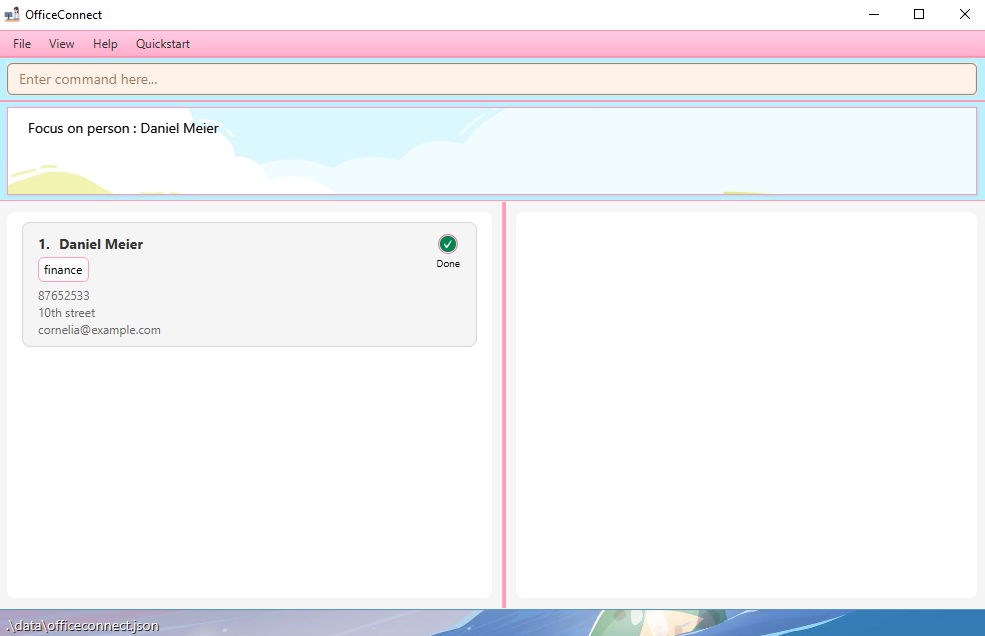 OfficeConnect
File View Help Quickstart
Enter command here...
Focus on person : Daniel Meier
1. Daniel Meier
Done
finance
87652533
10th street
cornelia@example.com
.\data\officeconnect.json